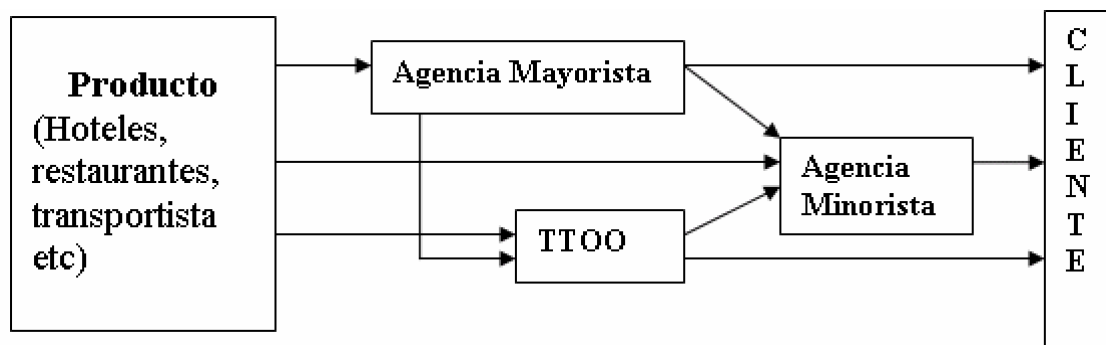 Producto
(Hoteles,
restaurantes,
transportista
etc)
Agencia Mayorista
TTOO
Agencia
Minorista
C
L
I
E
N
T
E